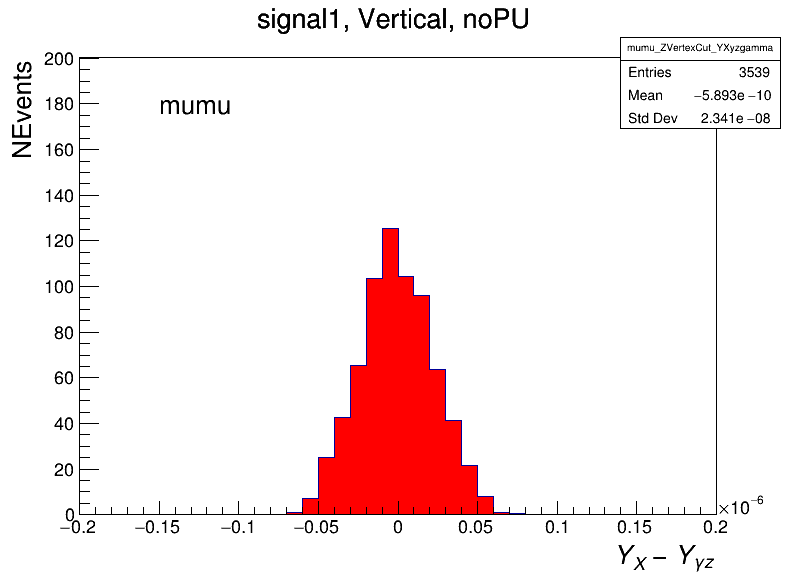 signal1, Vertical, noPU
mumu_ZVertexCut_YXyzgamma
Entries 3539
Mean −5.893e −10
Std Dev 2.341e −08
NEvents
mumu
200
180
160
140
120
100
80
60
40
20
0
−0.2 −0.15 −0.1 −0.05 0 0.05 0.1 0.15 0.2
×10⁻⁶
Y_X − Y_γz